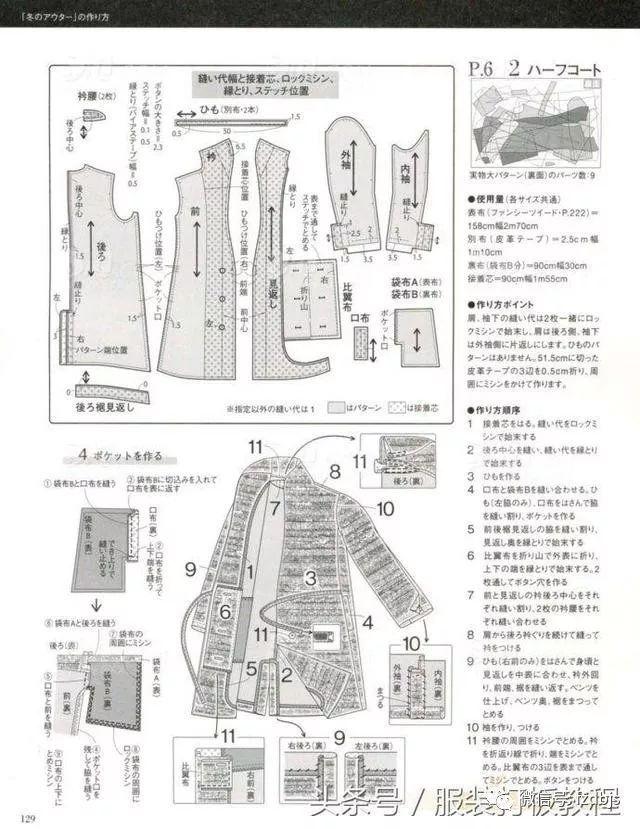 「冬のアウター」の作り方
縫い代幅と接着芯、ロックミシン、
縁とり、ステッチ位置
衿腰(2枚)
後ろ中心
ボタンの大きさ=2.3
ステッチ幅=0.5
縁とり(バイアステープ)幅=0.5
ひも(別布・2本)
1.5
0.5
50
後ろ中心
縁とり
後ろ
縫止り
左
右
パターン端位置
後ろ裾見返し
衿
前
接着芯位置
ひもつけ位置(右)
ひもつけ位置(左)
ポケット口
前端
前中心
見返し
縁とり
表まで通して
ステッチでとめる
左
右
折り山
比翼布
外袖
縫止り
内袖
縫止り
袋布A(表布)
袋布B(裏布)
口布
ポケット口
※指定以外の縫い代は1
はパターン
は接着芯
P.6 2 ハーフコート
実物大パターン(裏面)のパーツ数:9
●使用量(各サイズ共通)
表布(ファンシーツイード・P.222)=
158cm幅2m70cm
別布(皮革テープ)=2.5cm幅
1m10cm
裏布(袋布B分)=90cm幅30cm
接着芯=90cm幅1m55cm
●作り方ポイント
肩、袖下の縫い代は2枚一緒にロ
ックミシンで始末し、肩は後ろ側、袖下
は外袖側に片返しにします。ひものパ
ターンはありません。51.5cmに切った
皮革テープの3辺を0.5cm折り、周
囲にミシンをかけて作ります。
●作り方順序
1 接着芯をはる。縫い代をロックミ
シンで始末する
2 後ろ中心を縫い、縫い代を縁とり
で始末する
3 ひもを作る
4 口布と袋布Bを縫い合わせる。ひ
も(左脇のみ)、口布をはさんで脇
を縫い割り、ポケットを作る
5 前後裾見返しの脇を縫い割り、
見返し奥を縁とりで始末する
6 比翼布を折り山で外表に折り、
上下の端を縁とりで始末する。2
枚通してボタン穴を作る
7 前と見返しの衿後ろ中心をそれ
ぞれ縫い割り、2枚の衿腰をそれ
ぞれ縫い合わせる
8 肩から後ろ衿ぐりを続けて縫って
衿をつける
9 ひも(右前のみ)をはさんで身頃と
見返しを中表に合わせ、衿外回
り、前端、裾を縫い返す。ベンツを
仕上げ、ベンツ奥、裾をまつって
とめる
10 袖を作り、つける
11 衿腰の周囲をミシンでとめる。衿
を折り返り線で折り、端をミシンでと
める。比翼布の3辺を表まで通し
てミシンでとめる。ボタンをつける
4 ポケットを作る
①袋布Bと口布を縫う
③袋布Bに切込みを入れて
口布を表に返す
袋布B(表)
できとりで
縫い止める
口布(裏)
②口布を折って
上下端を縫う
⑥袋布Aと後ろを縫う
後ろ(表)
⑦袋布の
周囲にミシン
袋布B(表)
袋布A(表)
前(裏)
⑤口布と前を縫う
④ポケット口を
残して脇を縫う
⑧袋布の周囲に
ロックミシン
⑨口布の上下に
とめミシン
11
11
後ろ(裏)
8
10
7
9
1
3
6
4
11
5
2
10
外袖(裏)
内袖(裏)
まつる
11
比翼布
9
右後ろ(裏)
左後ろ(裏)
129
头条号/服装打板教程